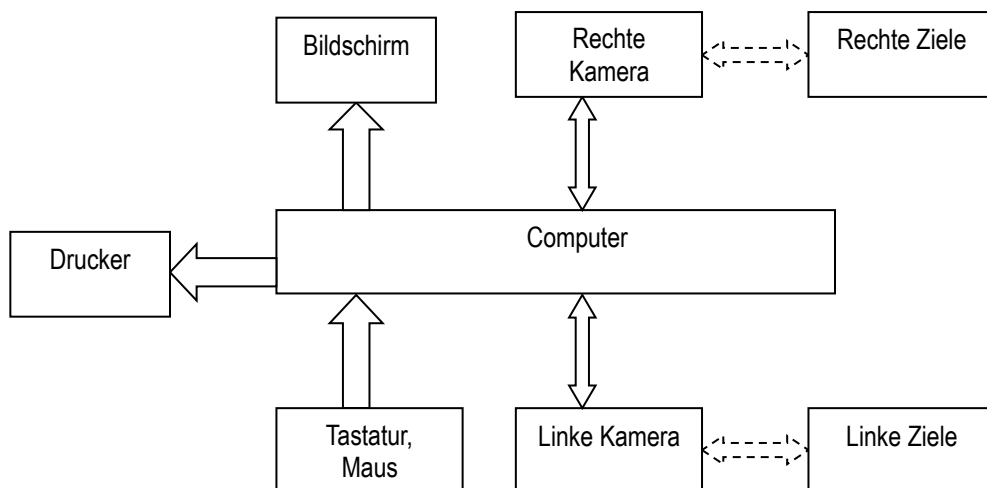 Bildschirm
Rechte
Kamera
Rechte Ziele
Computer
Drucker
Tastatur,
Maus
Linke Kamera
Linke Ziele